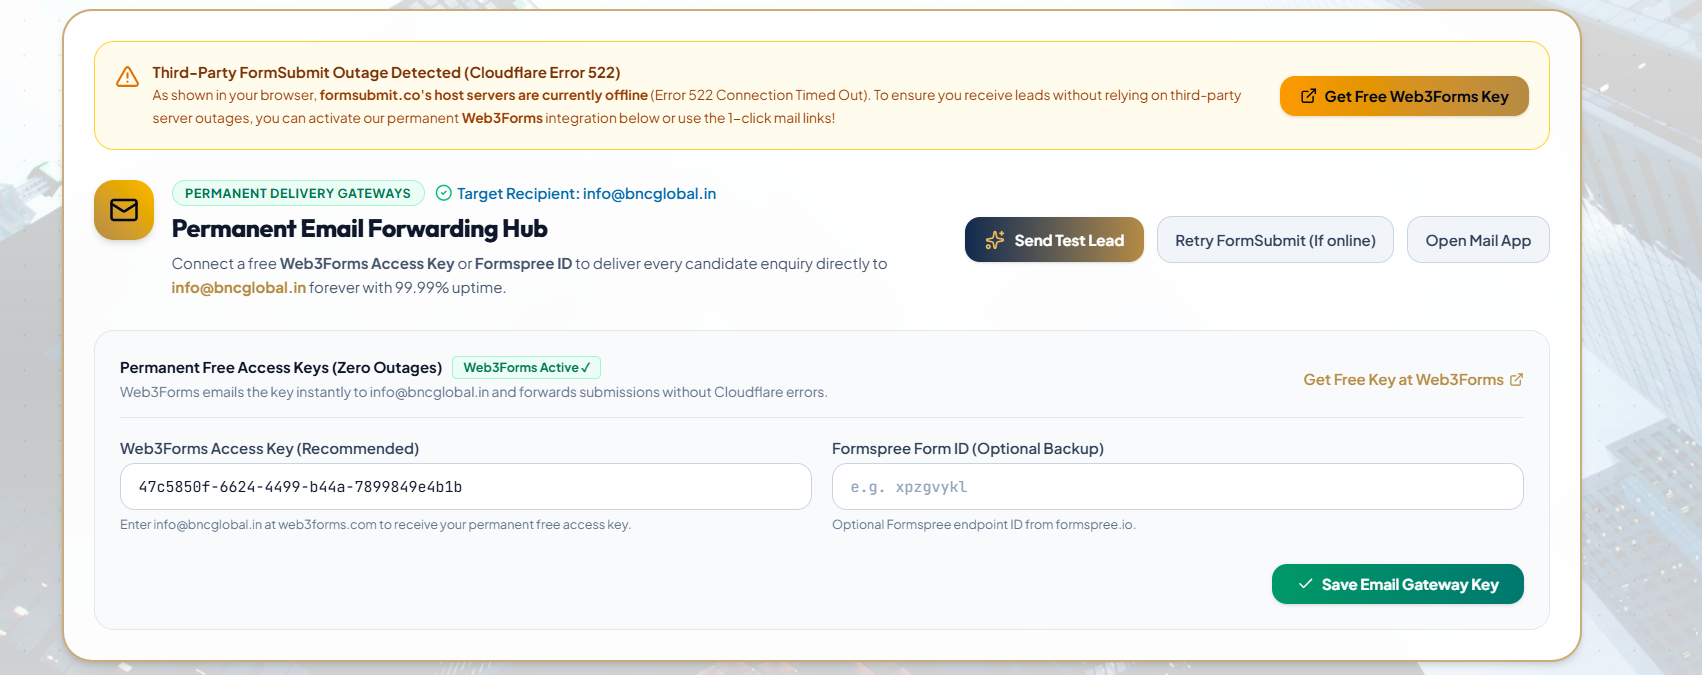 Third-Party FormSubmit Outage Detected (Cloudflare Error 522)
As shown in your browser, formsubmit.co's host servers are currently offline (Error 522 Connection Timed Out). To ensure you receive leads without relying on third-party
server outages, you can activate our permanent Web3Forms integration below or use the 1-click mail links!
Get Free Web3Forms Key
PERMANENT DELIVERY GATEWAYS
Target Recipient: info@bncglobal.in
Permanent Email Forwarding Hub
Connect a free Web3Forms Access Key or Formspree ID to deliver every candidate enquiry directly to
info@bncglobal.in forever with 99.99% uptime.
Send Test Lead
Retry FormSubmit (If online)
Open Mail App
Permanent Free Access Keys (Zero Outages)
Web3Forms Active ✓
Web3Forms emails the key instantly to info@bncglobal.in and forwards submissions without Cloudflare errors.
Get Free Key at Web3Forms
Web3Forms Access Key (Recommended)
47c5850f-6624-4499-b44a-7899849e4b1b
Enter info@bncglobal.in at web3forms.com to receive your permanent free access key.
Formspree Form ID (Optional Backup)
e.g. xpzgvykl
Optional Formspree endpoint ID from formspree.io.
Save Email Gateway Key